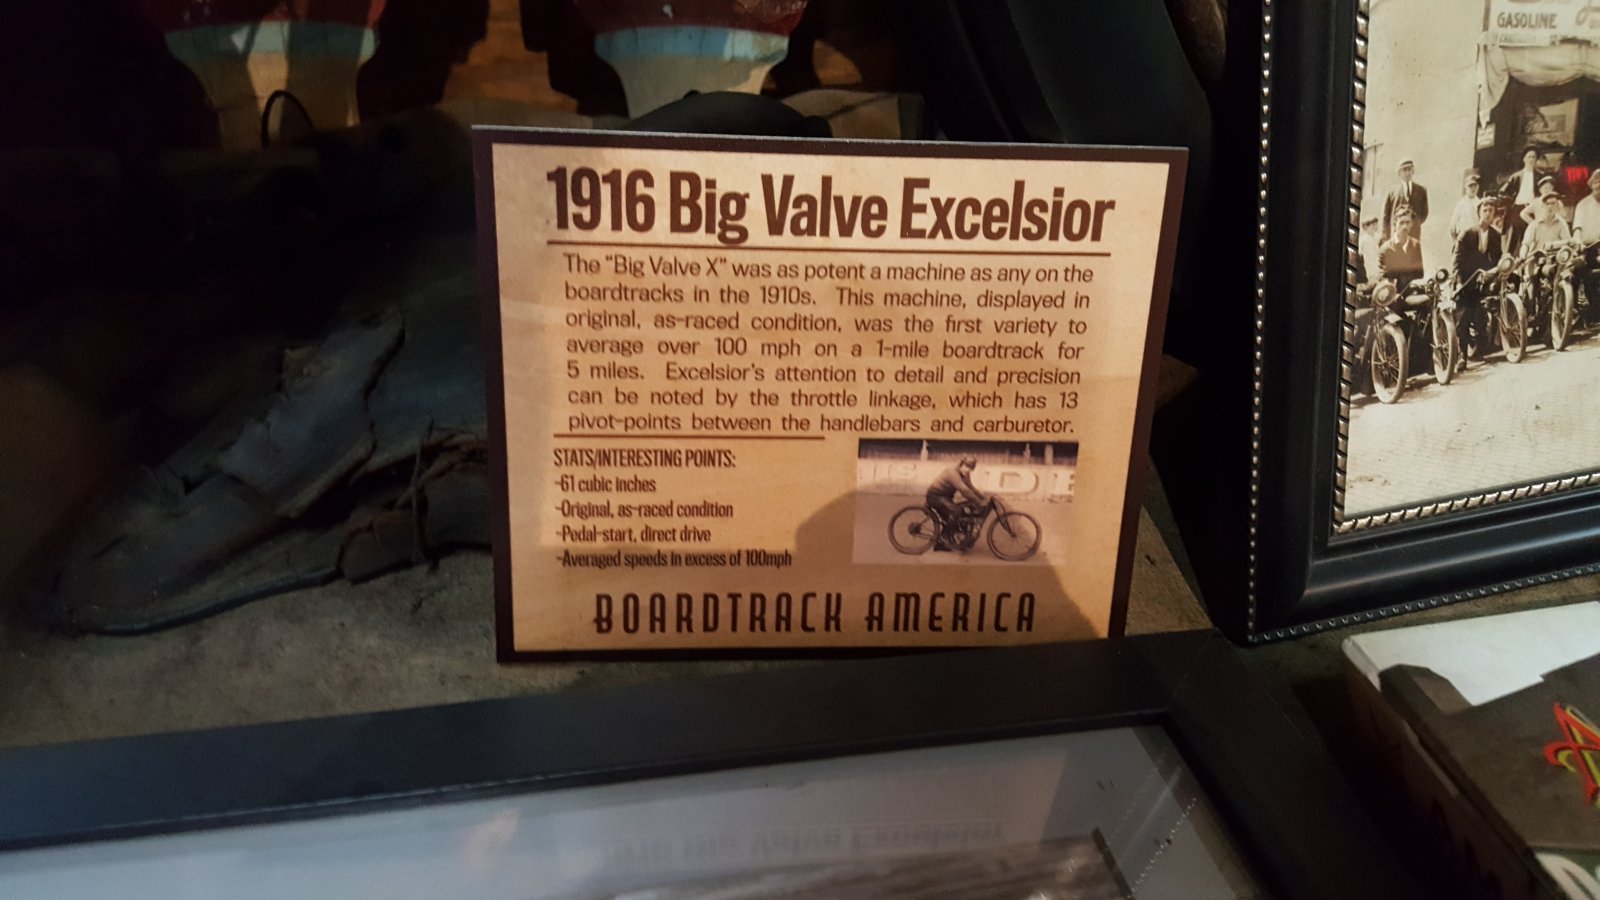 1916 Big Valve Excelsior
The “Big Valve X” was as potent a machine as any on the
boardtracks in the 1910s. This machine, displayed in
original, as-raced condition, was the first variety to
average over 100 mph on a 1-mile boardtrack for
5 miles. Excelsior's attention to detail and precision
can be noted by the throttle linkage, which has 13
pivot-points between the handlebars and carburetor.
STATS/INTERESTING POINTS:
-61 cubic inches
-Original, as-raced condition
-Pedal-start, direct drive
-Averaged speeds in excess of 100mph
BOARDTRACK AMERICA
GASOLINE